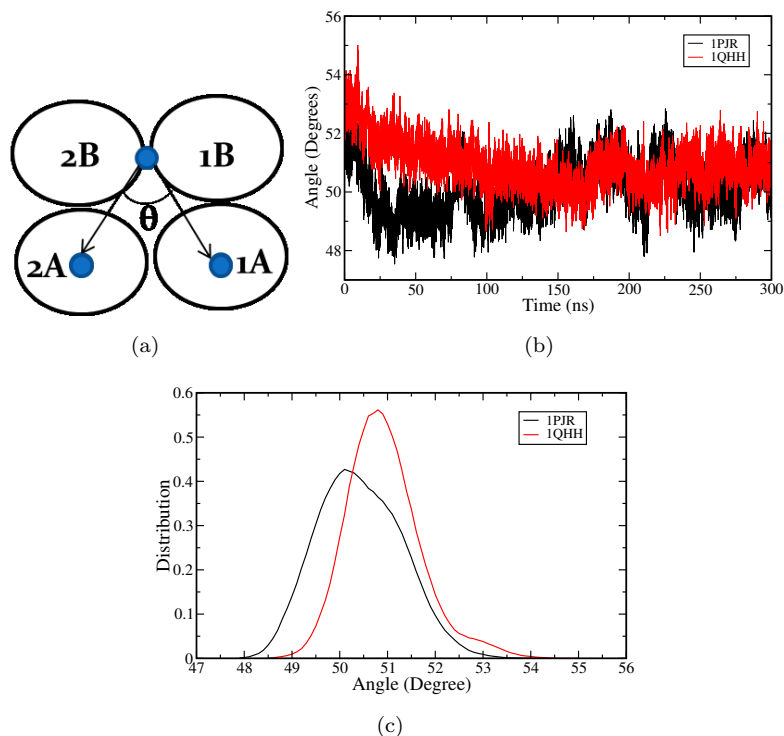 2B 1B
θ
2A 1A
(a)
56
54
52
50
48
Angle (Degrees)
1PJR
1QHH
0 50 100 150 200 250 300
Time (ns)
(b)
0.6
0.5
0.4
0.3
0.2
0.1
0
Distribution
1PJR
1QHH
47 48 49 50 51 52 53 54 55 56
Angle (Degree)
(c)